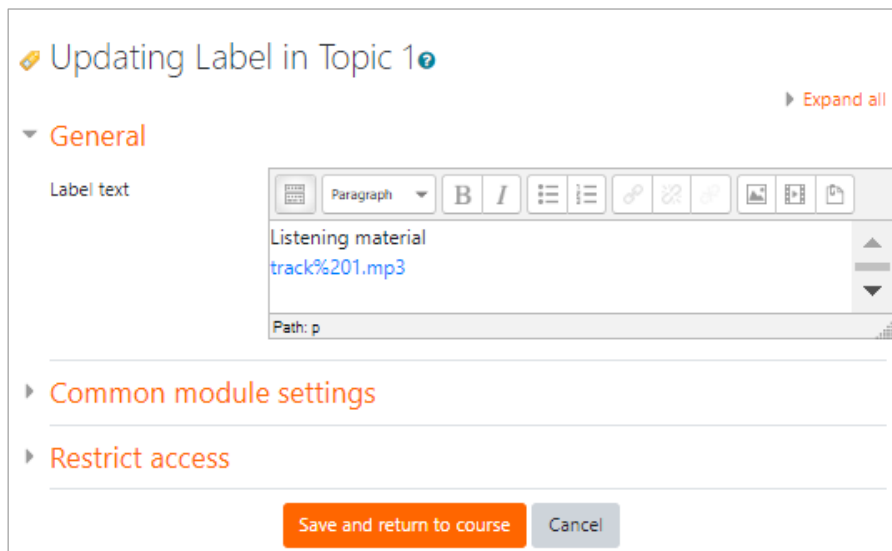 Updating Label in Topic 1
Expand all
General
Label text
Paragraph
B I
Listening material
track%201.mp3
Path: p
Common module settings
Restrict access
Save and return to course
Cancel